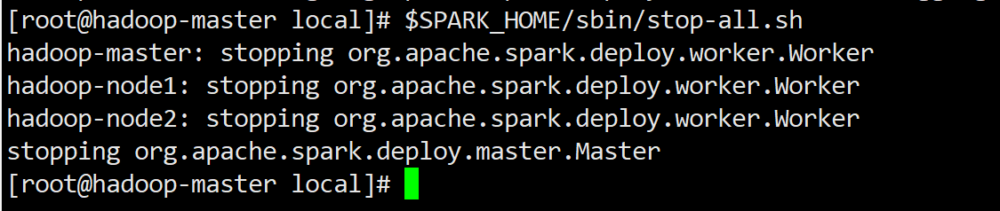 [root@hadoop-master local]# $SPARK_HOME/sbin/stop-all.sh
hadoop-master: stopping org.apache.spark.deploy.worker.Worker
hadoop-node1: stopping org.apache.spark.deploy.worker.Worker
hadoop-node2: stopping org.apache.spark.deploy.worker.Worker
stopping org.apache.spark.deploy.master.Master
[root@hadoop-master local]#